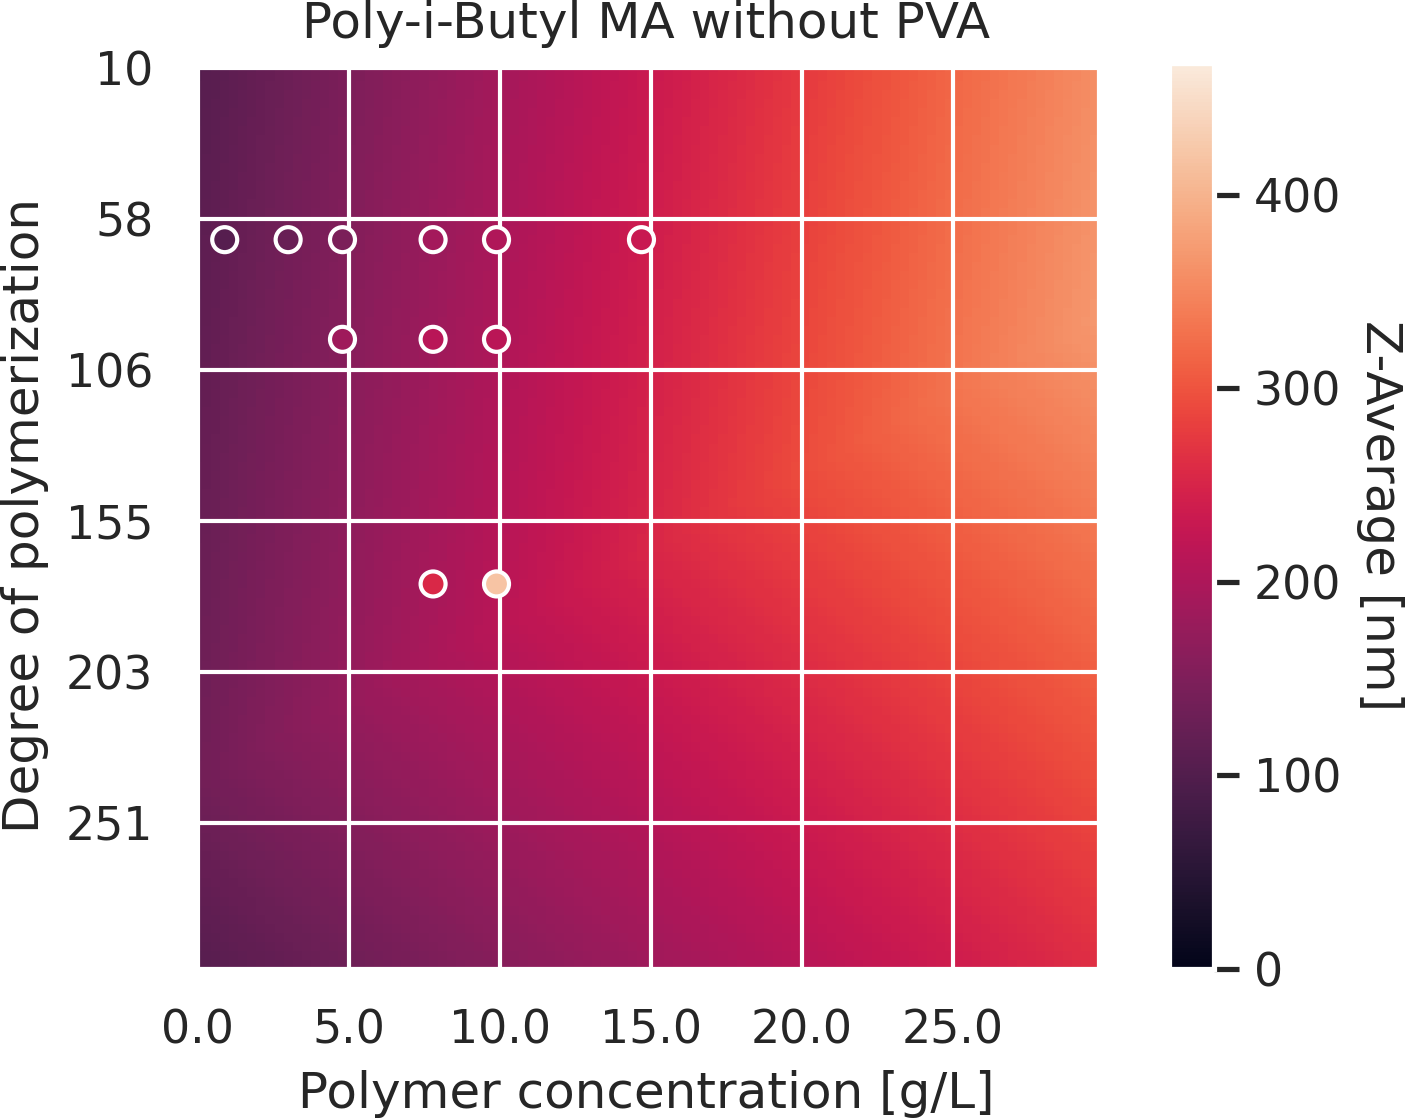 Poly-i-Butyl MA without PVA
10
58
106
155
203
251
Degree of polymerization
0.0 5.0 10.0 15.0 20.0 25.0
Polymer concentration [g/L]
400
300
200
100
0
Z-Average [nm]